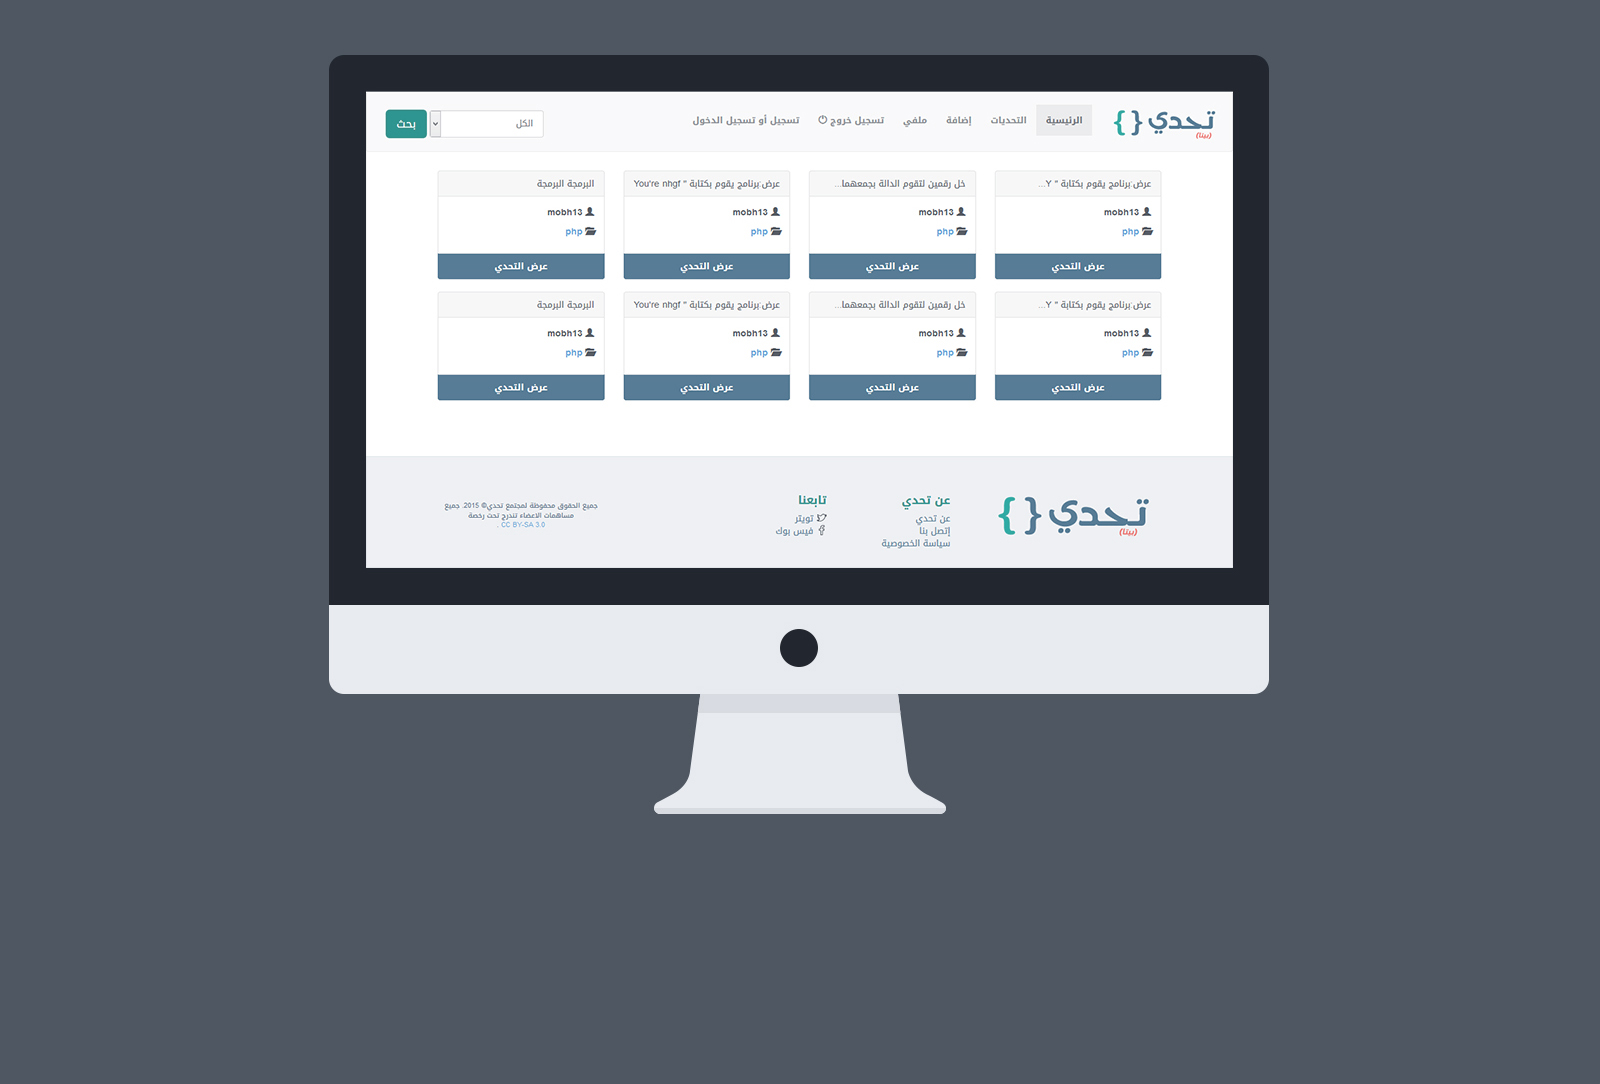 تحدي { }
(بيتا)
الرئيسية
التحديات
إضافة
ملفي
تسجيل خروج
تسجيل أو تسجيل الدخول
الكل
بحث
عرض:برنامج يقوم بكتابة " Y...
mobh13
php
عرض التحدي
خل رقمين لتقوم الدالة بجمعهما...
mobh13
php
عرض التحدي
عرض:برنامج يقوم بكتابة " You're nhgf
mobh13
php
عرض التحدي
البرمجة البرمجة
mobh13
php
عرض التحدي
عرض:برنامج يقوم بكتابة " Y...
mobh13
php
عرض التحدي
خل رقمين لتقوم الدالة بجمعهما...
mobh13
php
عرض التحدي
عرض:برنامج يقوم بكتابة " You're nhgf
mobh13
php
عرض التحدي
البرمجة البرمجة
mobh13
php
عرض التحدي
تحدي { }
(بيتا)
عن تحدي
عن تحدي
إتصل بنا
سياسة الخصوصية
تابعنا
تويتر
فيس بوك
جميع الحقوق محفوظة لمجتمع تحدي© 2015. جميع
مساهمات الاعضاء تندرج تحت رخصة
CC BY-SA 3.0 .